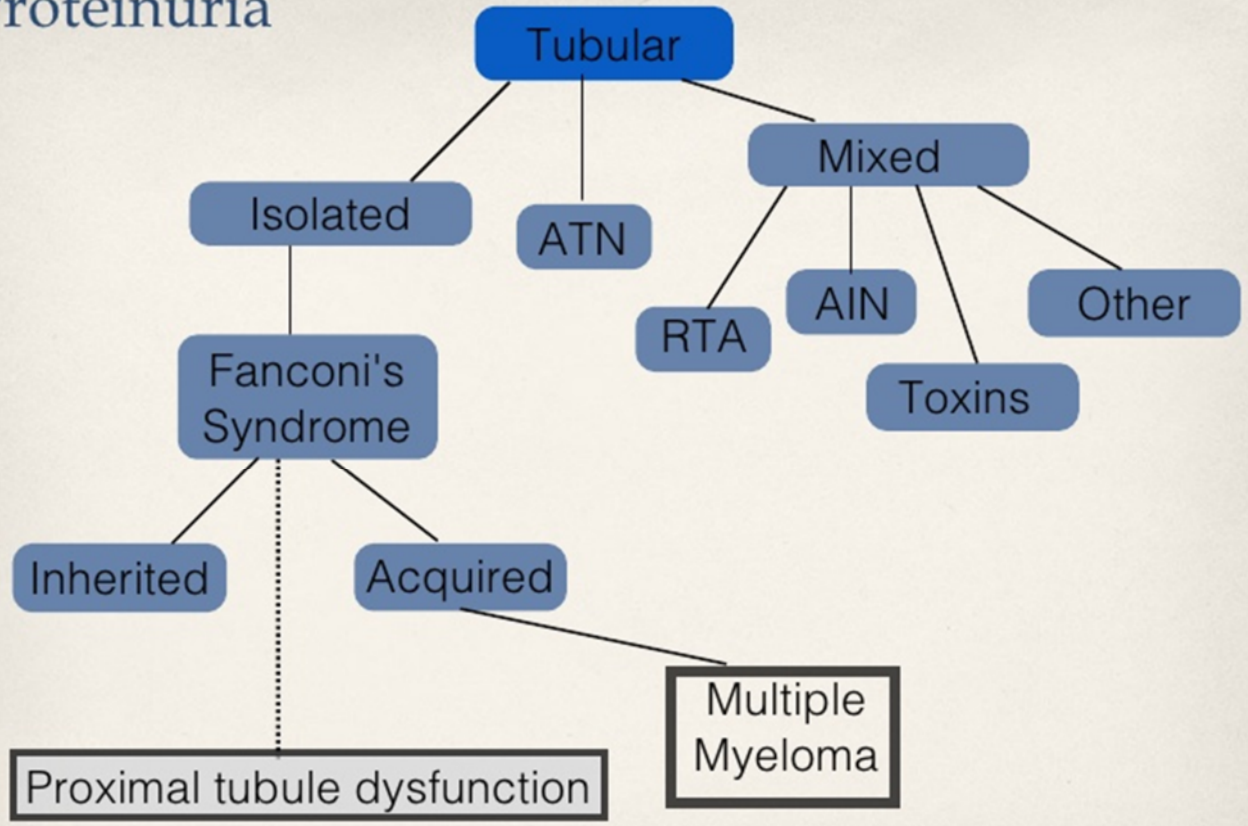 roteinuria
Tubular
Mixed
Isolated
ATN
AIN
Other
RTA
Fanconi's
Syndrome
Toxins
Inherited
Acquired
Multiple
Myeloma
Proximal tubule dysfunction